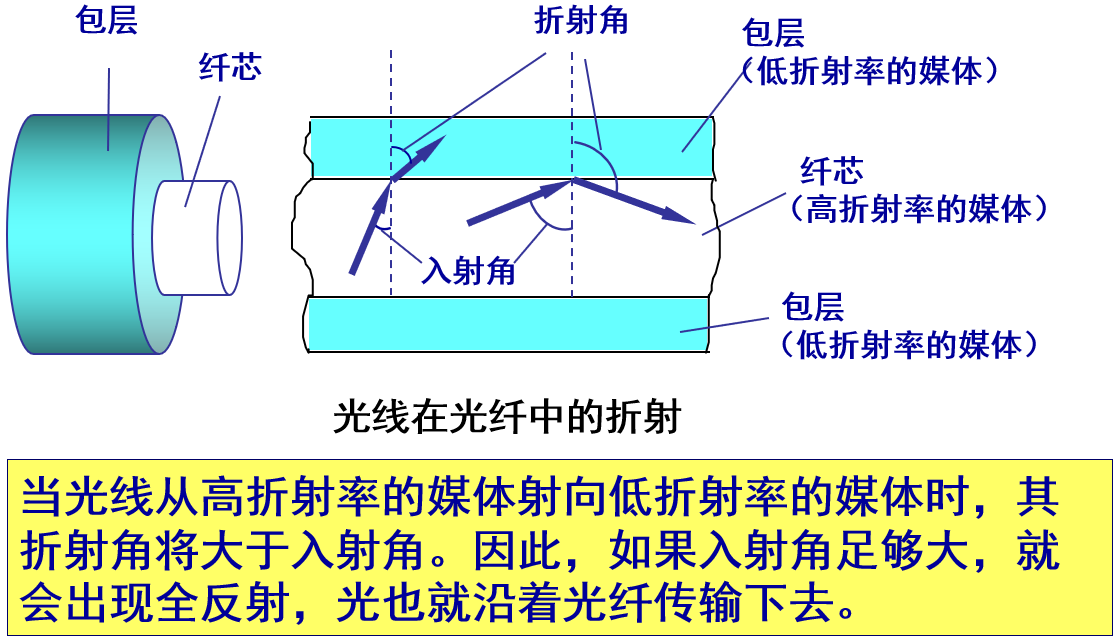 包层
纤芯
折射角
包层
（低折射率的媒体）
纤芯
（高折射率的媒体）
入射角
包层
（低折射率的媒体）
光线在光纤中的折射
当光线从高折射率的媒体射向低折射率的媒体时，其
折射角将大于入射角。因此，如果入射角足够大，就
会出现全反射，光也就沿着光纤传输下去。